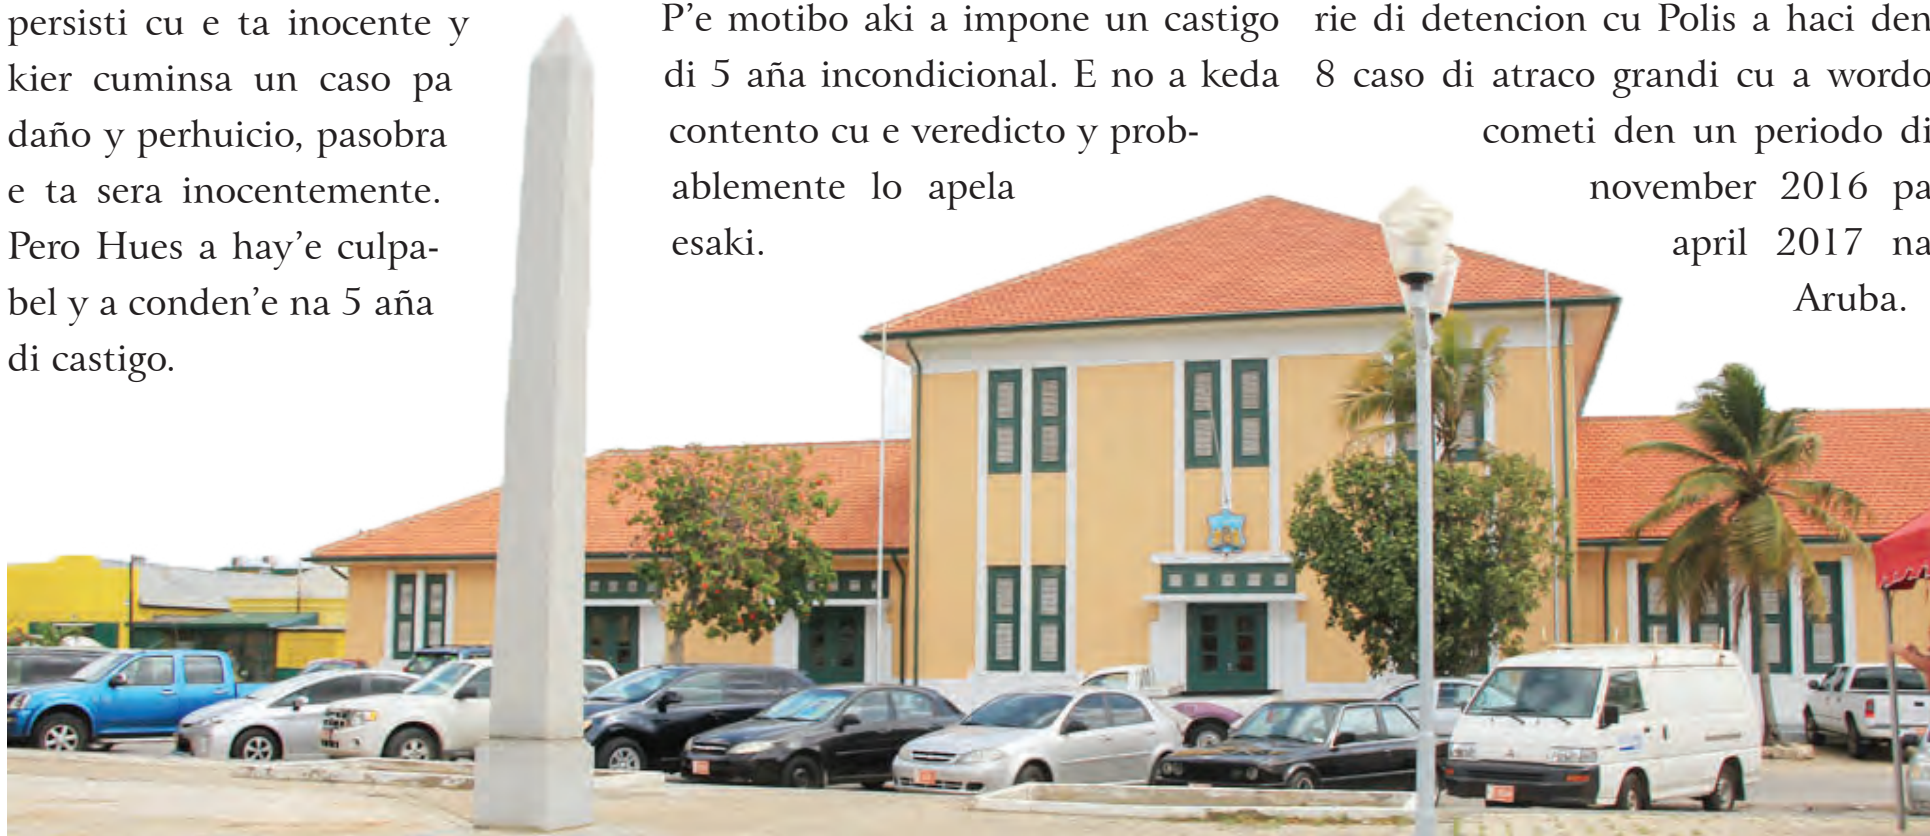 persisti cu e ta inocente y
kier cuminsa un caso pa
daño y perhuicio, pasobra
e ta sera inocentemente.
Pero Hues a hay’e culpa-
bel y a conden’e na 5 aña
di castigo.
P’e motibo aki a impone un castigo
di 5 aña incondicional. E no a keda
contento cu e veredicto y prob-
ablemente lo apela
esaki.
rie di detencion cu Polis a haci den
8 caso di atraco grandi cu a wordo
cometi den un periodo di
november 2016 pa
april 2017 na
Aruba.